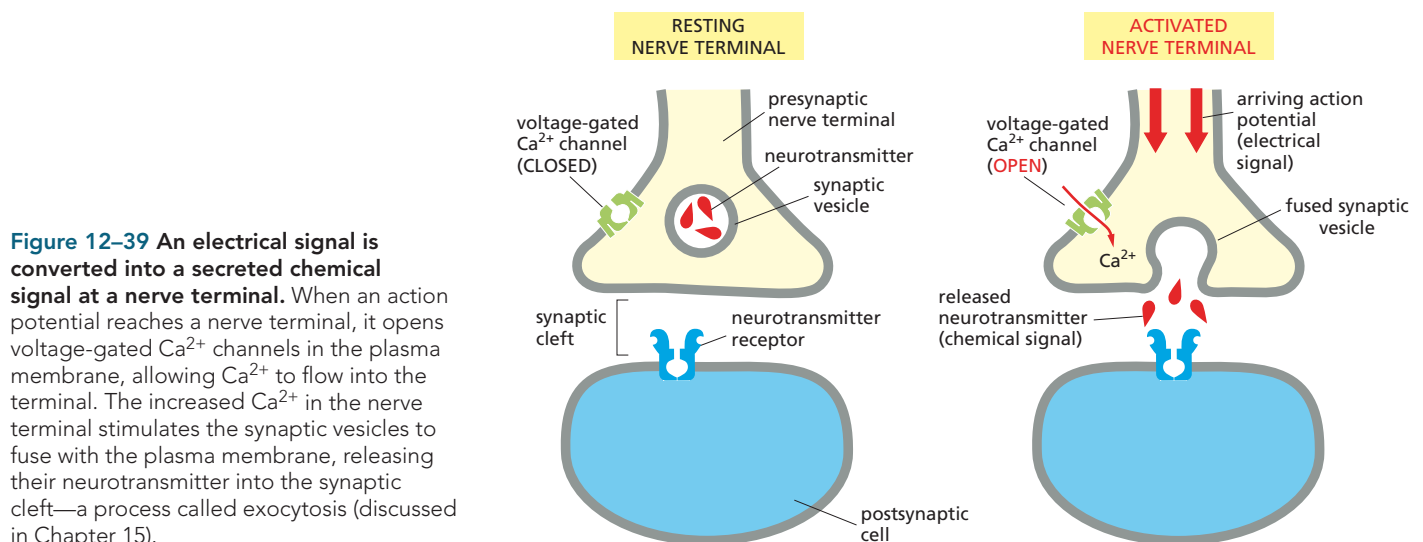 Figure 12–39 An electrical signal is
converted into a secreted chemical
signal at a nerve terminal. When an action
potential reaches a nerve terminal, it opens
voltage-gated Ca²⁺ channels in the plasma
membrane, allowing Ca²⁺ to flow into the
terminal. The increased Ca²⁺ in the nerve
terminal stimulates the synaptic vesicles to
fuse with the plasma membrane, releasing
their neurotransmitter into the synaptic
cleft—a process called exocytosis (discussed
in Chapter 15).
RESTING
NERVE TERMINAL
voltage-gated
Ca²⁺ channel
(CLOSED)
presynaptic
nerve terminal
neurotransmitter
synaptic
vesicle
synaptic
cleft
neurotransmitter
receptor
postsynaptic
cell
ACTIVATED
NERVE TERMINAL
voltage-gated
Ca²⁺ channel
(OPEN)
arriving action
potential
(electrical
signal)
fused synaptic
vesicle
Ca²⁺
released
neurotransmitter
(chemical signal)